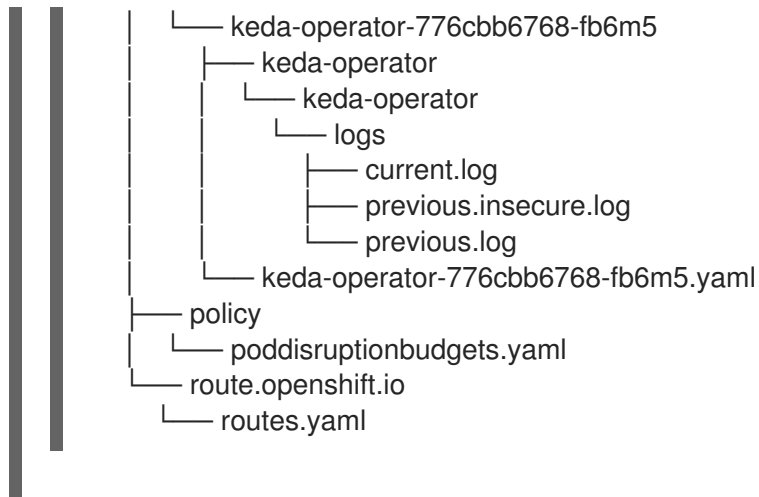 │   └── keda-operator-776cbb6768-fb6m5
│       ├── keda-operator
│       │   └── keda-operator
│       │       └── logs
│       │           ├── current.log
│       │           ├── previous.insecure.log
│       │           └── previous.log
│       └── keda-operator-776cbb6768-fb6m5.yaml
├── policy
│   └── poddisruptionbudgets.yaml
└── route.openshift.io
    └── routes.yaml